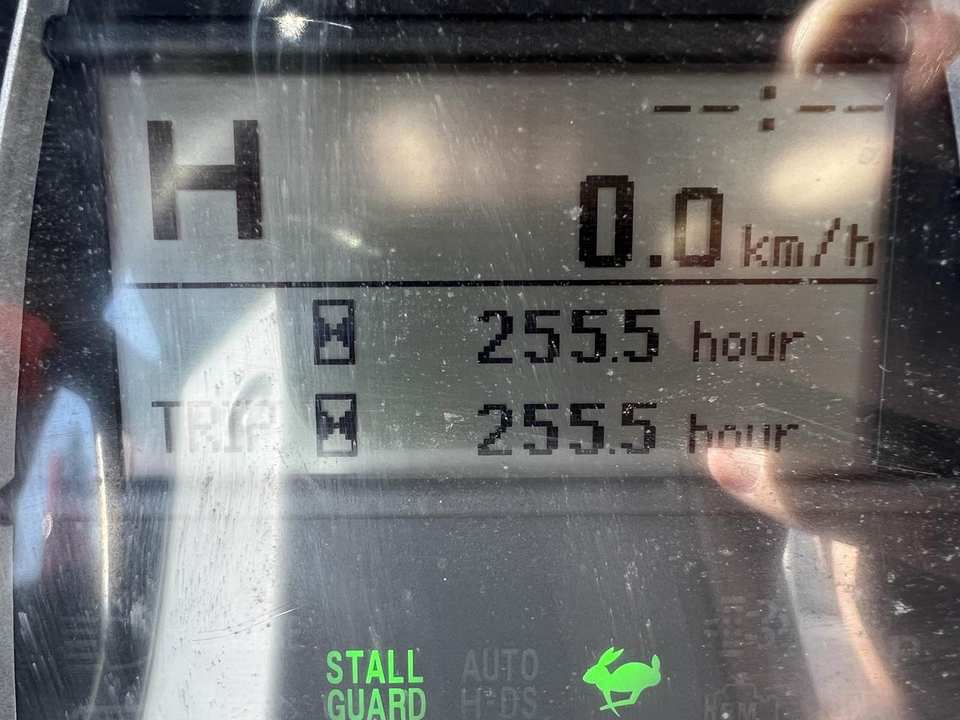 H
--:--
0.0 km/h
255.5 hour
TRIP 255.5 hour
STALL GUARD
AUTO H-DS